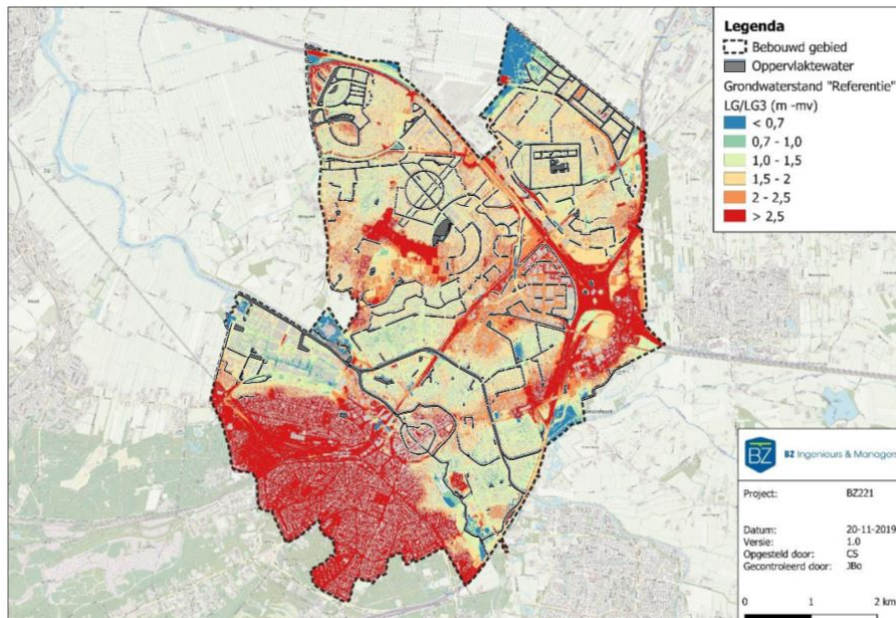 Legenda
Bebouwd gebied
Oppervlaktewater
Grondwaterstand "Referentie"
LG/LG3 (m -mv)
< 0,7
0,7 - 1,0
1,0 - 1,5
1,5 - 2
2 - 2,5
> 2,5
BZ
BZ Ingenieurs & Manager
Project: BZ221
Datum: 20-11-2019
Versie: 1.0
Opgesteld door: CS
Gecontroleerd door: JBo
0 1 2 km